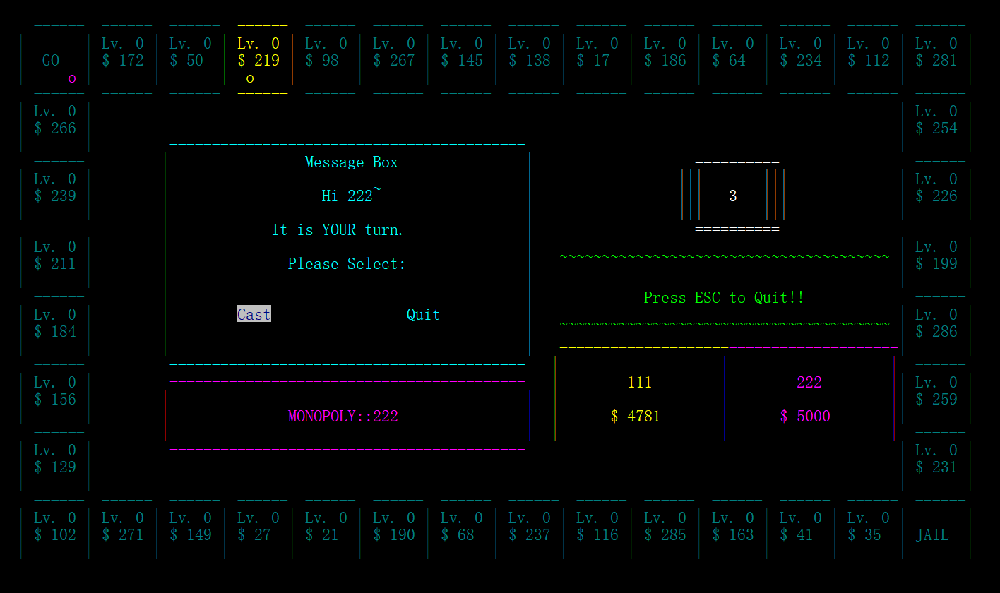 Lv. 0 Lv. 0 Lv. 0 Lv. 0 Lv. 0 Lv. 0 Lv. 0 Lv. 0 Lv. 0 Lv. 0 Lv. 0 Lv. 0 Lv. 0
GO $ 172 $ 50 $ 219 $ 98 $ 267 $ 145 $ 138 $ 17 $ 186 $ 64 $ 234 $ 112 $ 281
o o
Lv. 0 Lv. 0
$ 266 $ 254
Message Box ==========
Lv. 0 Lv. 0
$ 239 Hi 222~ 3 $ 226
It is YOUR turn. ==========
Lv. 0 Lv. 0
$ 211 Please Select: $ 199
~~~~~~~~~~~~~~~~~~~~~~~~~~~~~~~~~~~~~~~
Press ESC to Quit!!
Lv. 0 Cast Quit Lv. 0
$ 184 ~~~~~~~~~~~~~~~~~~~~~~~~~~~~~~~~~~~~~~~ $ 286
Lv. 0 111 222 Lv. 0
$ 156 $ 259
MONOPOLY::222 $ 4781 $ 5000
Lv. 0 Lv. 0
$ 129 $ 231
Lv. 0 Lv. 0 Lv. 0 Lv. 0 Lv. 0 Lv. 0 Lv. 0 Lv. 0 Lv. 0 Lv. 0 Lv. 0 Lv. 0 Lv. 0
$ 102 $ 271 $ 149 $ 27 $ 21 $ 190 $ 68 $ 237 $ 116 $ 285 $ 163 $ 41 $ 35 JAIL